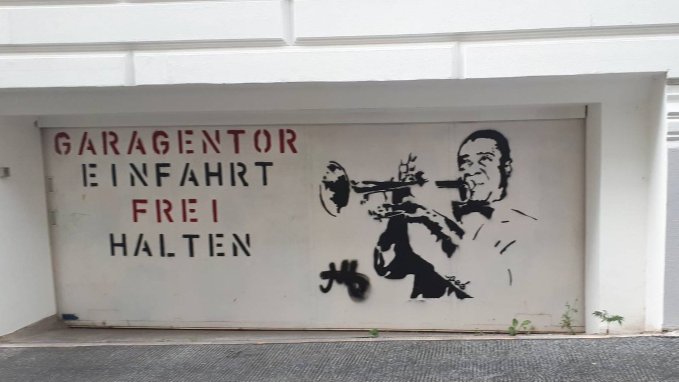 GARAGENTOR
EINFAHRT
FREI
HALTEN